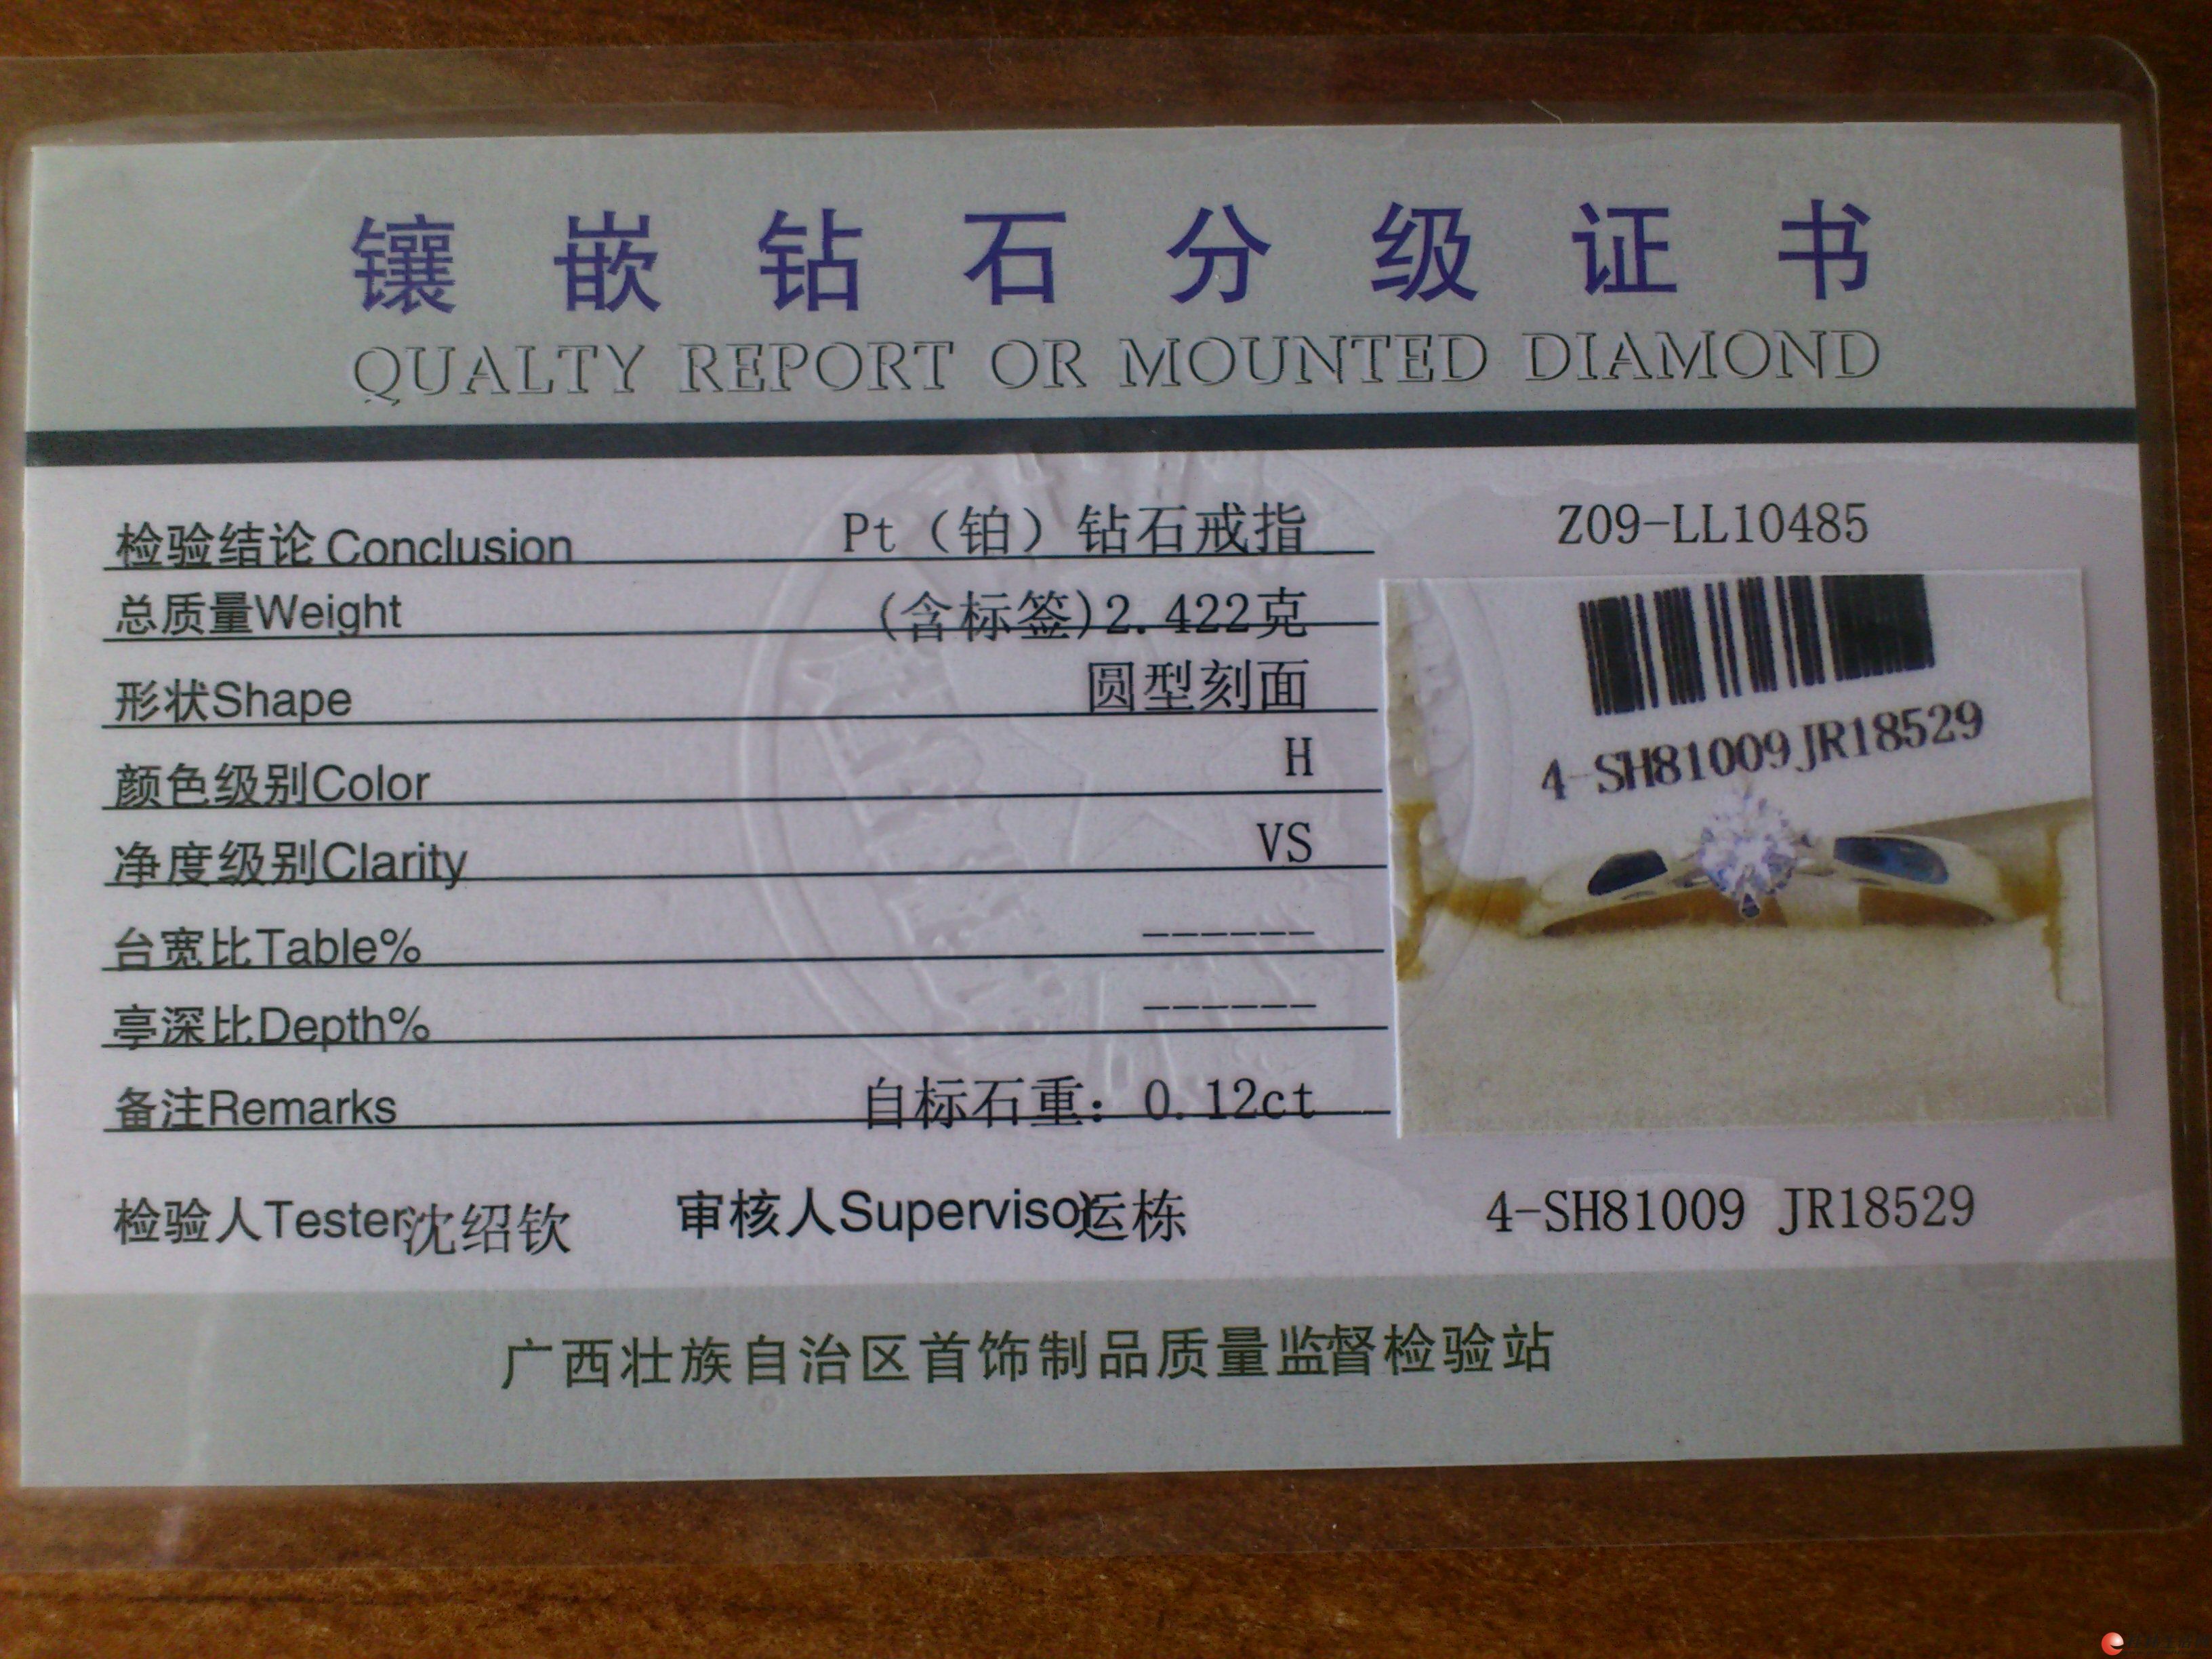 镶嵌钻石分级证书
QUALTY REPORT OR MOUNTED DIAMOND
检验结论Conclusion Pt（铂）钻石戒指
Z09-LL10485
总质量Weight (含标签)2.422克
形状Shape 圆型刻面
颜色级别Color H
净度级别Clarity VS
台宽比Table% ------
亭深比Depth% ------
备注Remarks 自标石重：0.12ct
4-SH81009JR18529
检验人Tester沈绍钦 审核人Supervisor运栋
4-SH81009 JR18529
广西壮族自治区首饰制品质量监督检验站